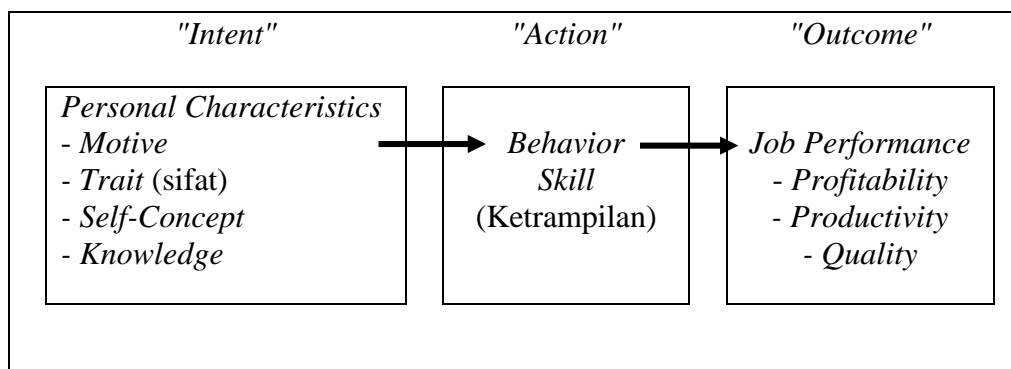 "Intent"
"Action"
"Outcome"
Personal Characteristics
- Motive
- Trait (sifat)
- Self-Concept
- Knowledge
Behavior
Skill
(Ketrampilan)
Job Performance
- Profitability
- Productivity
- Quality